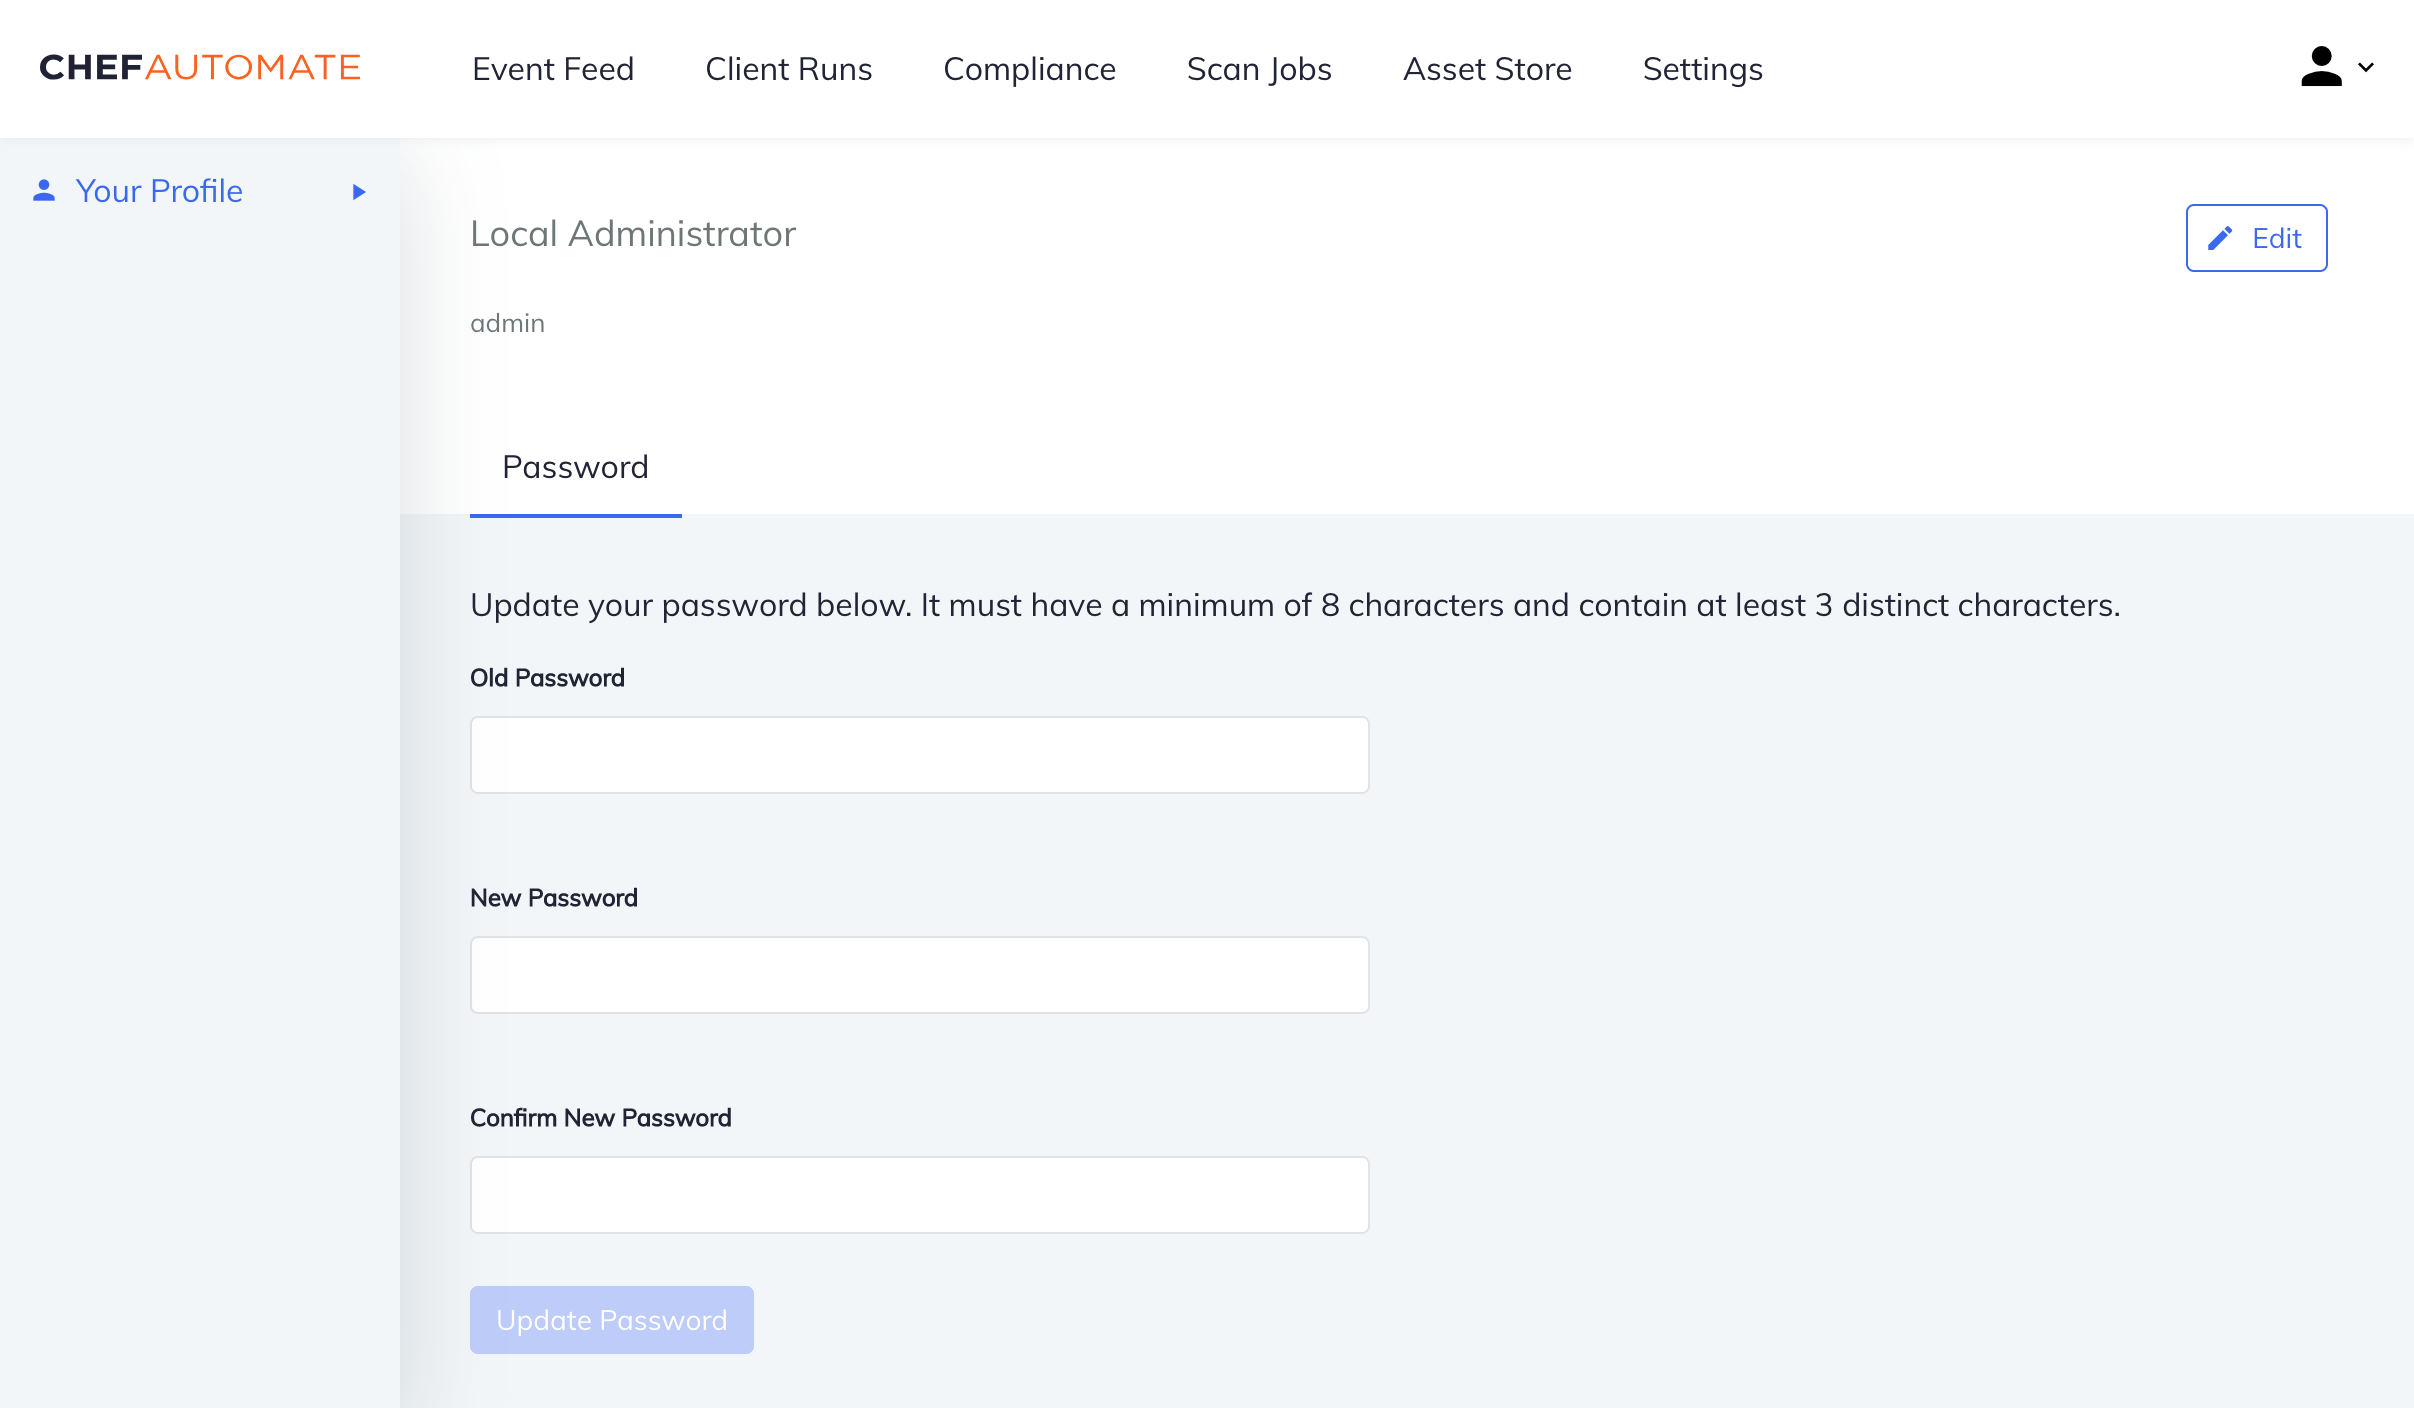 CHEFAUTOMATE Event Feed Client Runs Compliance Scan Jobs Asset Store Settings
Your Profile
Local Administrator
Edit
admin
Password
Update your password below. It must have a minimum of 8 characters and contain at least 3 distinct characters.
Old Password
New Password
Confirm New Password
Update Password